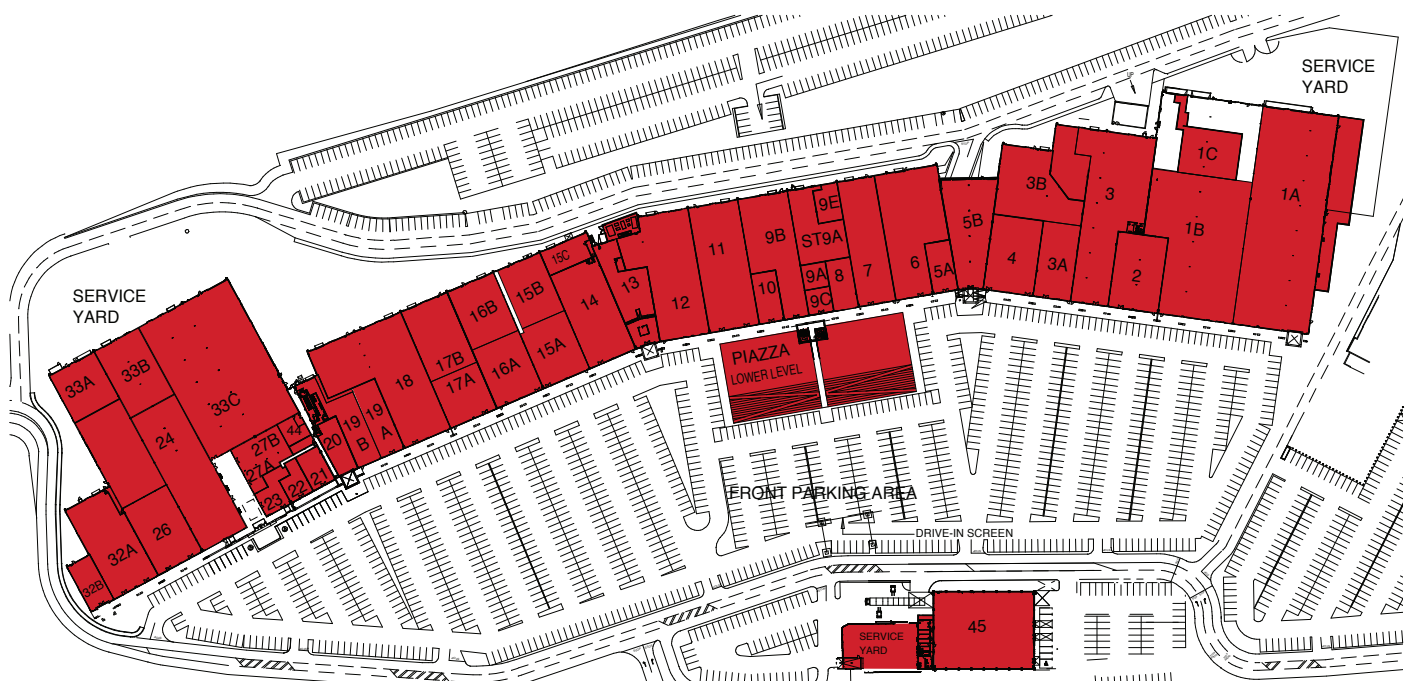 SERVICE
YARD
1C
1A
3B
3
1B
9E
5B
9B
ST9A
11
4
3A
2
6
5A
7
8
9A
9C
10
15C
13
12
14
15B
16B
15A
16A
17B
17A
18
SERVICE
YARD
33A
33B
33C
24
19
A
19
B
20
44
27B
27A
21
22
23
26
32A
32B
PIAZZA
LOWER LEVEL
FRONT PARKING AREA
DRIVE-IN SCREEN
45
SERVICE
YARD